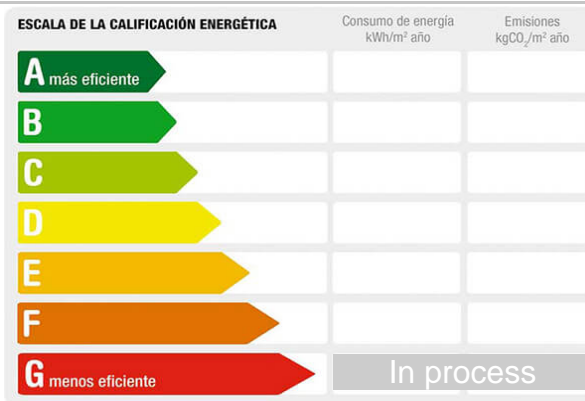 ESCALA DE LA CALIFICACIÓN ENERGÉTICA
Consumo de energía
kWh/m² año
Emisiones
kgCO₂/m² año
A más eficiente
B
C
D
E
F
G menos eficiente
In process